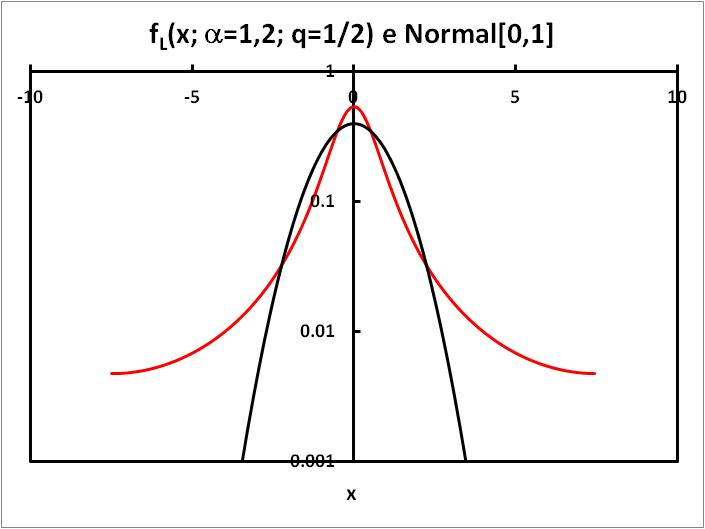 f_L(x; α=1,2; q=1/2) e Normal[0,1]
1
-10 -5 0 5 10
0.1
0.01
0.001
x